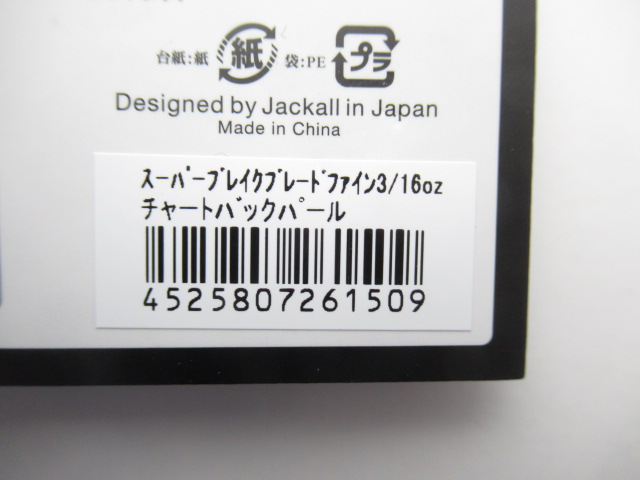 台紙:紙 紙 袋:PE プラ
Designed by Jackall in Japan
Made in China
スーパーブレイクブレードファイン3/16oz
チャートバックパール
4525807261509